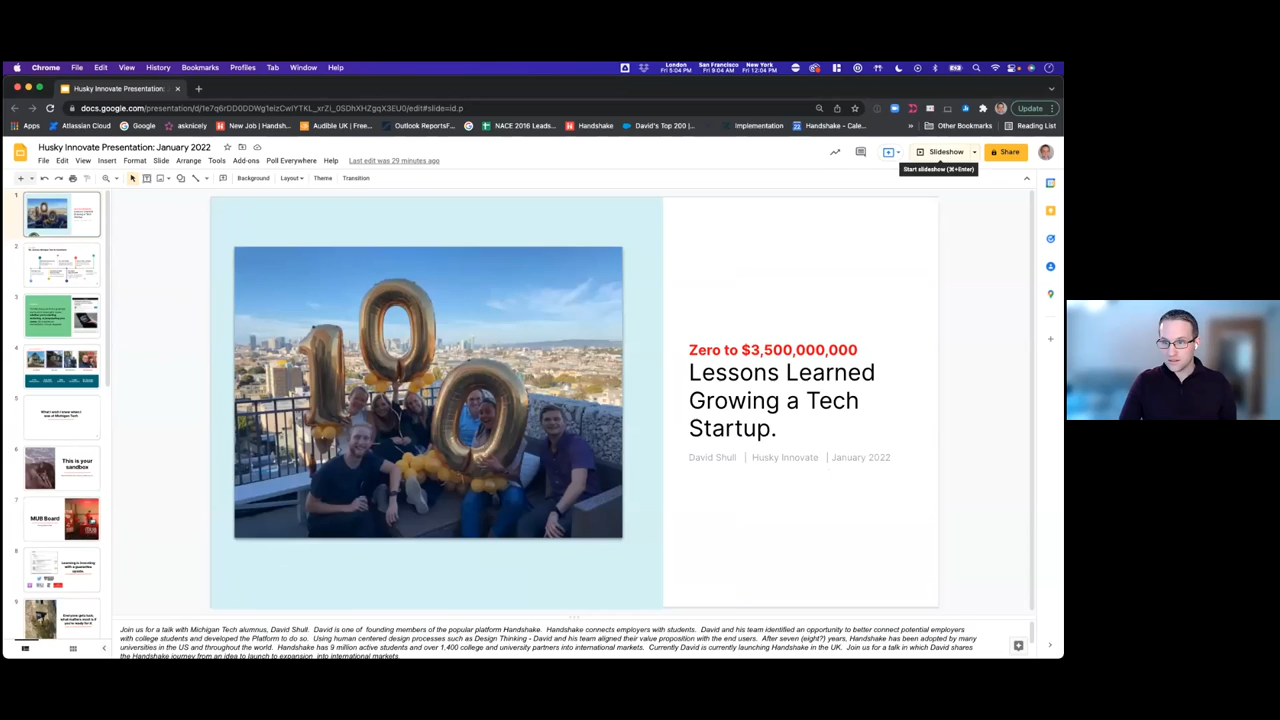 Chrome File Edit View History Bookmarks Profiles Tab Window Help
London San Francisco New York
Fri 5:04 PM Fri 9:04 AM Fri 12:04 PM
Husky Innovate Presentation:
Update
Apps Atlassian Cloud Google asknicely New Job | Handsh... Audible UK | Free... Outlook ReportsF... NACE 2016 Leads... Handshake David's Top 200 |... Implementation Handshake - Cale... Other Bookmarks Reading List
Husky Innovate Presentation: January 2022
Slideshow
Share
File Edit View Insert Format Slide Arrange Tools Add-ons Poll Everywhere Help Last edit was 29 minutes ago
Start slideshow (⌘+Enter)
Background Layout Theme Transition
1
2
3
4
5
What I wish I knew when I was at Michigan Tech
6
This is your sandbox
7
MUB Board
8
9
100
Zero to $3,500,000,000
Lessons Learned
Growing a Tech
Startup.
David Shull | Husky Innovate | January 2022
Join us for a talk with Michigan Tech alumnus, David Shull. David is one of founding members of the popular platform Handshake. Handshake connects employers with students. David and his team identified an opportunity to better connect potential employers
with college students and developed the Platform to do so. Using human centered design processes such as Design Thinking - David and his team aligned their value proposition with the end users. After seven (eight?) years, Handshake has been adopted by many
universities in the US and throughout the world. Handshake has 9 million active students and over 1,400 college and university partners into international markets. Currently David is currently launching Handshake in the UK. Join us for a talk in which David shares
the Handshake journey from an idea to launch to expansion into international markets.